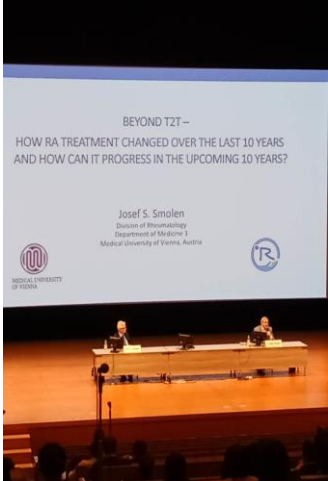 BEYOND T2T –
HOW RA TREATMENT CHANGED OVER THE LAST 10 YEARS
AND HOW CAN IT PROGRESS IN THE UPCOMING 10 YEARS?
Josef S. Smolen
Division of Rheumatology
Department of Medicine 3
Medical University of Vienna, Austria
MEDICAL UNIVERSITY
OF VIENNA
R